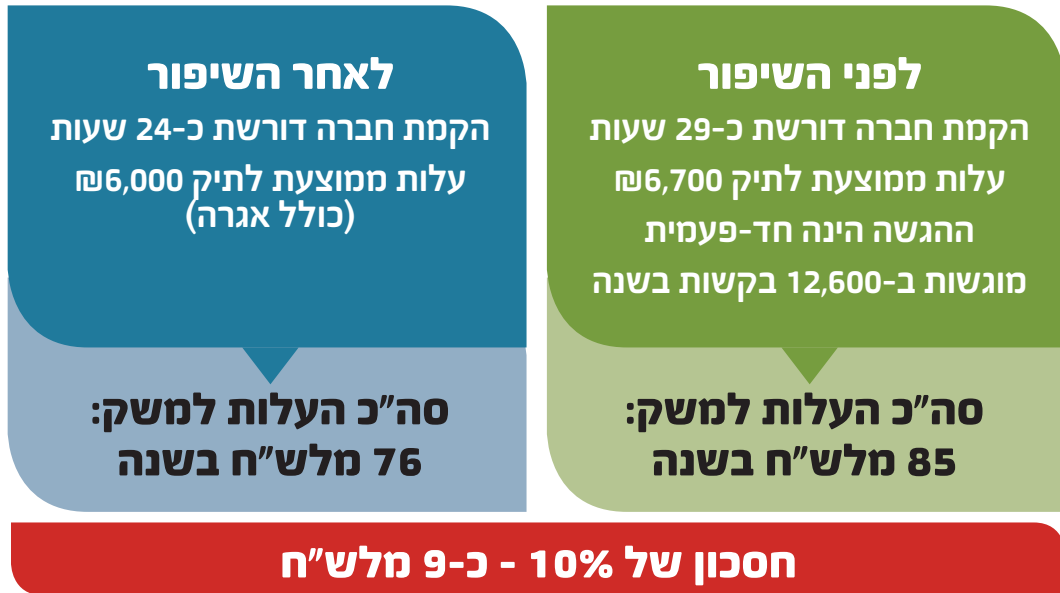 לפני השיפור
הקמת חברה דורשת כ-29 שעות
עלות ממוצעת לתיק 6,700₪
ההגשה הינה חד-פעמית
מוגשות ב-12,600 בקשות בשנה
סה"כ העלות למשק:
85 מלש"ח בשנה
לאחר השיפור
הקמת חברה דורשת כ-24 שעות
עלות ממוצעת לתיק 6,000₪
(כולל אגרה)
סה"כ העלות למשק:
76 מלש"ח בשנה
חסכון של 10% - כ-9 מלש"ח